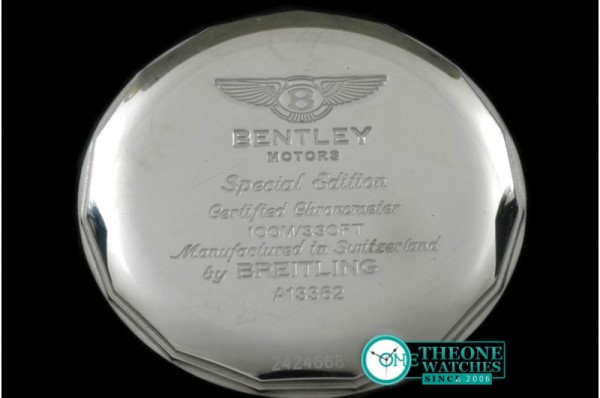 B
BENTLEY
MOTORS
Special Edition
Certified Chronometer
100M/330FT
Manufactured in Switzerland
by BREITLING
A13362
2424668
ONE THEONE
WATCHES
SINCE 2006